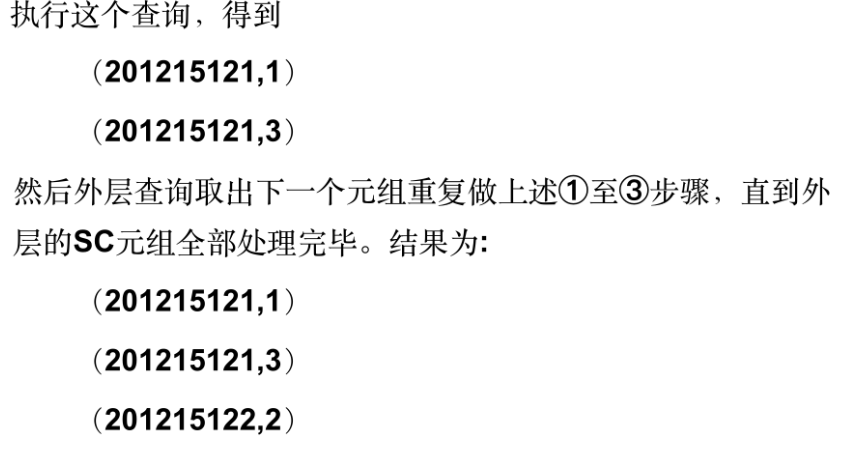 执行这个查询，得到
（201215121,1）
（201215121,3）
然后外层查询取出下一个元组重复做上述①至③步骤，直到外
层的SC元组全部处理完毕。结果为:
（201215121,1）
（201215121,3）
（201215122,2）